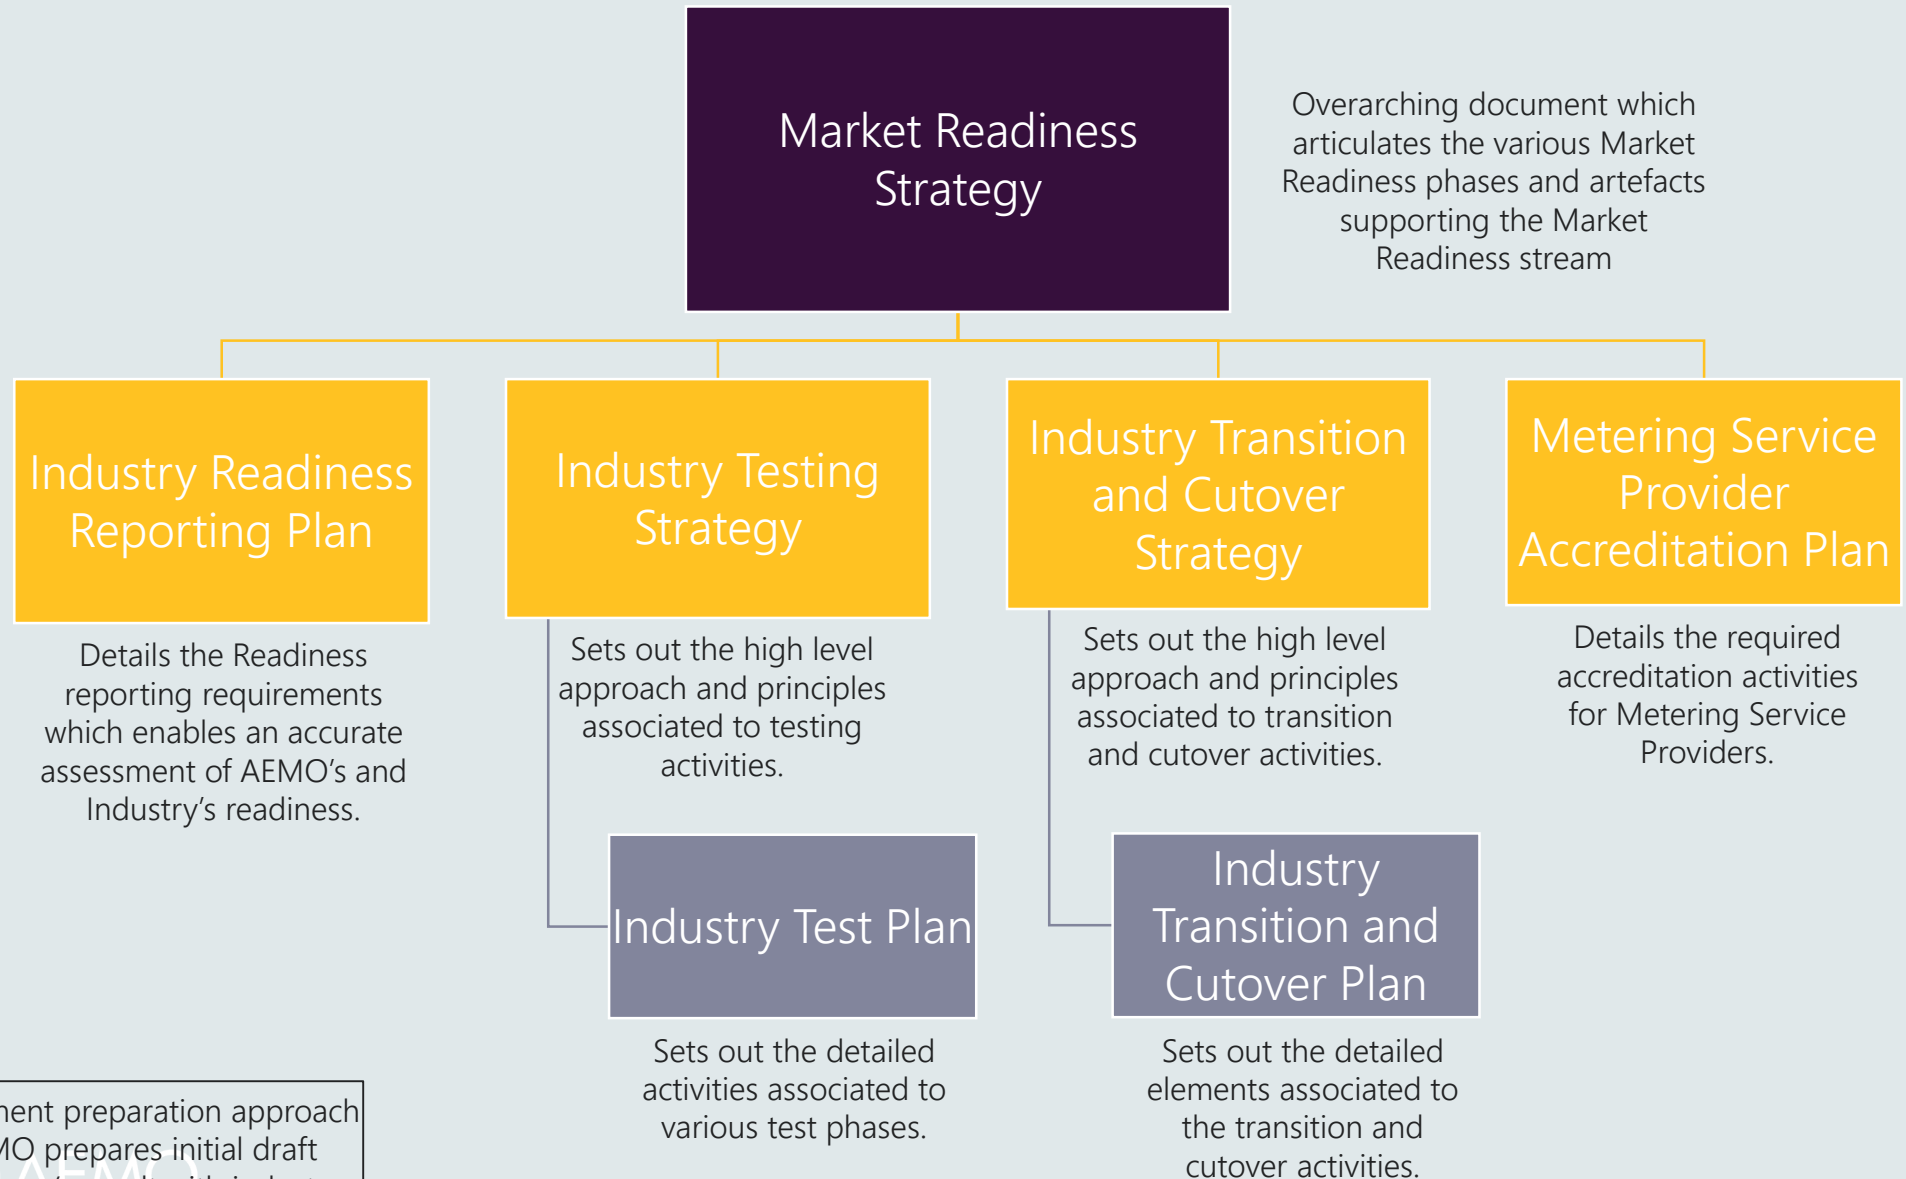 Market Readiness
Strategy
Overarching document which
articulates the various Market
Readiness phases and artefacts
supporting the Market
Readiness stream
Industry Readiness
Reporting Plan
Details the Readiness
reporting requirements
which enables an accurate
assessment of AEMO’s and
Industry’s readiness.
Industry Testing
Strategy
Sets out the high level
approach and principles
associated to testing
activities.
Industry Test Plan
Sets out the detailed
activities associated to
various test phases.
Industry Transition
and Cutover
Strategy
Sets out the high level
approach and principles
associated to transition
and cutover activities.
Industry
Transition and
Cutover Plan
Sets out the detailed
elements associated to
the transition and
cutover activities.
Metering Service
Provider
Accreditation Plan
Details the required
accreditation activities
for Metering Service
Providers.
preparation approach
prepares initial draft
AEMO